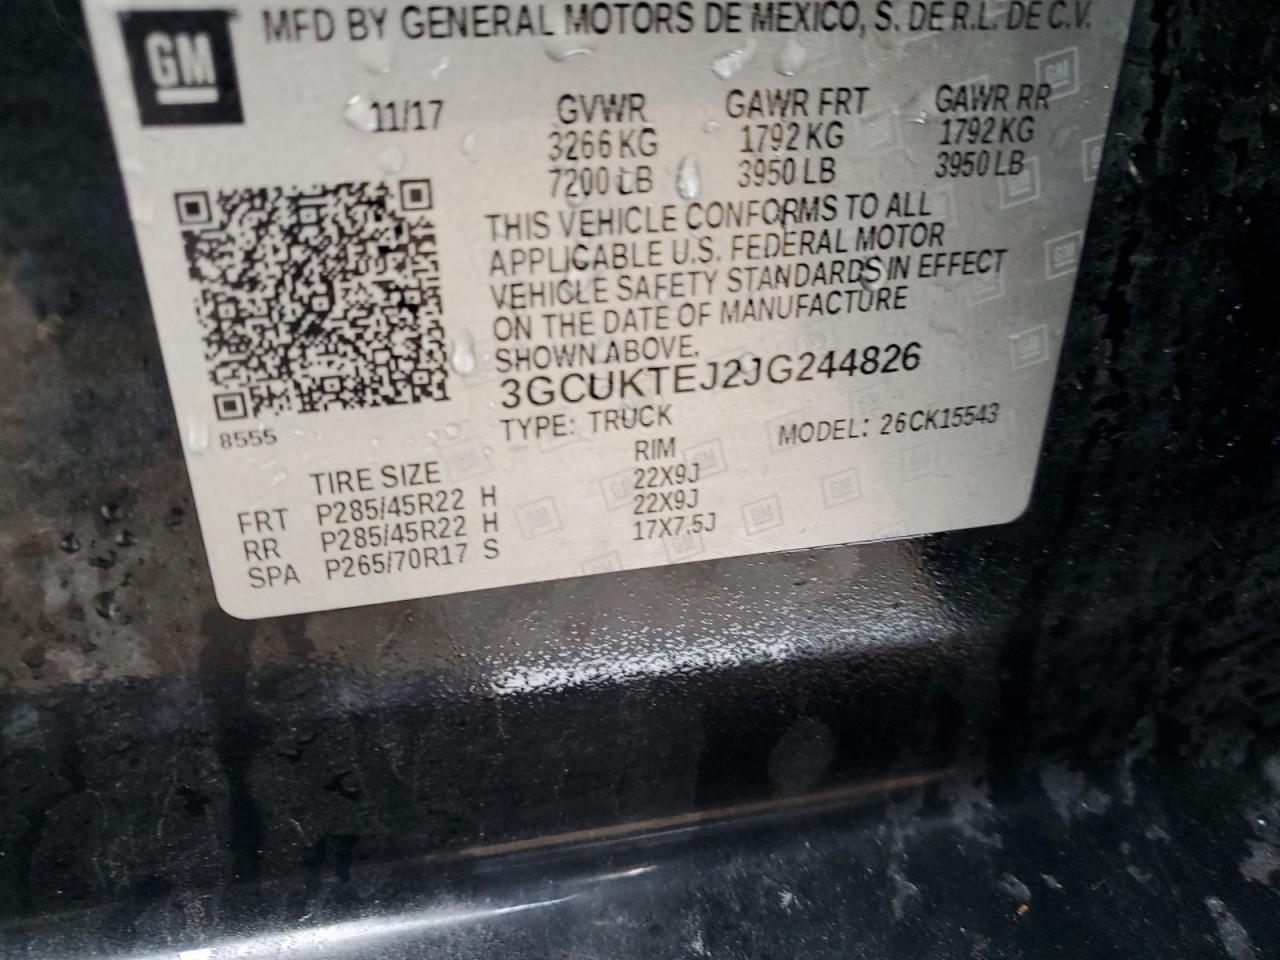 GM
MFD BY GENERAL MOTORS DE MEXICO, S. DE R.L. DE C.V.
11/17 GVWR GAWR FRT GAWR RR
3266 KG 1792 KG 1792 KG
7200 LB 3950 LB 3950 LB
THIS VEHICLE CONFORMS TO ALL
APPLICABLE U.S. FEDERAL MOTOR
VEHICLE SAFETY STANDARDS IN EFFECT
ON THE DATE OF MANUFACTURE
SHOWN ABOVE.
3GCUKTEJ2JG244826
TYPE: TRUCK MODEL: 26CK15543
8555
TIRE SIZE RIM
FRT P285/45R22 H 22X9J
RR P285/45R22 H 22X9J
SPA P265/70R17 S 17X7.5J